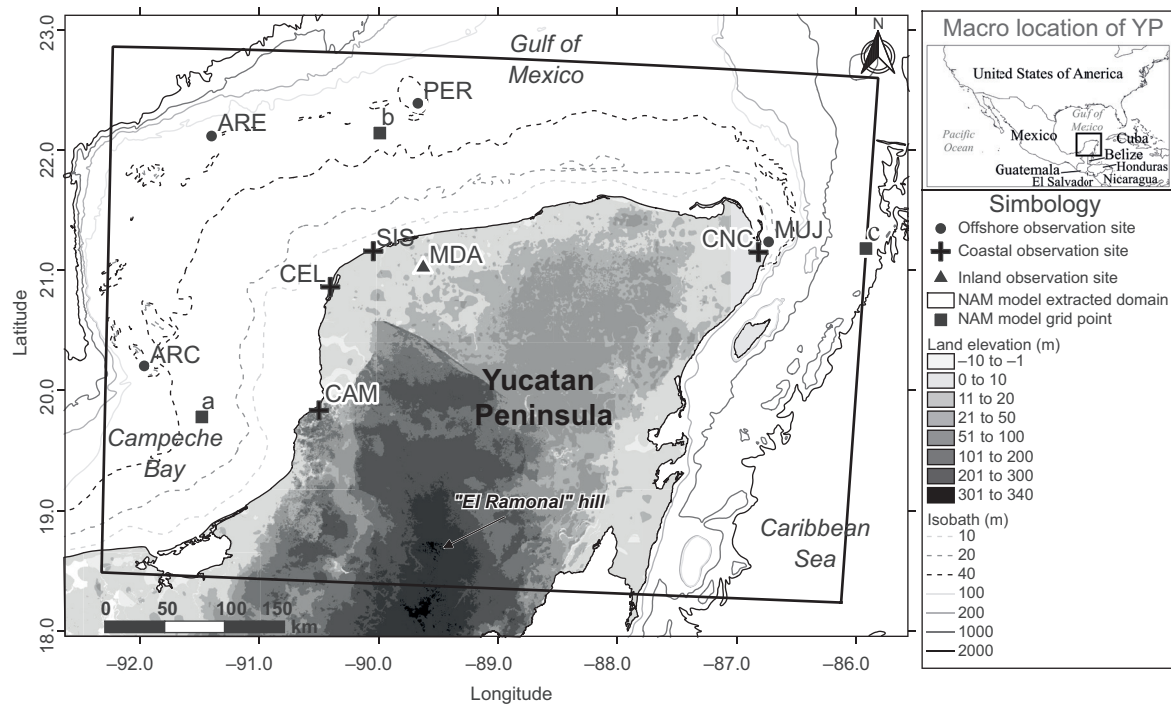 23.0
22.0
21.0
20.0
19.0
18.0
Latitude
Gulf of
Mexico
N
PER
b
ARE
SIS
MDA
CNC
MUJ
c
CEL
ARC
a
CAM
Campeche
Bay
Yucatan
Peninsula
"El Ramonal" hill
Caribbean
Sea
0 50 100 150
km
–92.0 –91.0 –90.0 –89.0 –88.0 –87.0 –86.0
Longitude
Macro location of YP
United States of America
Gulf of
Mexico
Pacific
Ocean
Mexico
Cuba
Belize
Honduras
Guatemala
El Salvador
Nicaragua
Simbology
Offshore observation site
Coastal observation site
Inland observation site
NAM model extracted domain
NAM model grid point
Land elevation (m)
–10 to –1
0 to 10
11 to 20
21 to 50
51 to 100
101 to 200
201 to 300
301 to 340
Isobath (m)
10
20
40
100
200
1000
2000